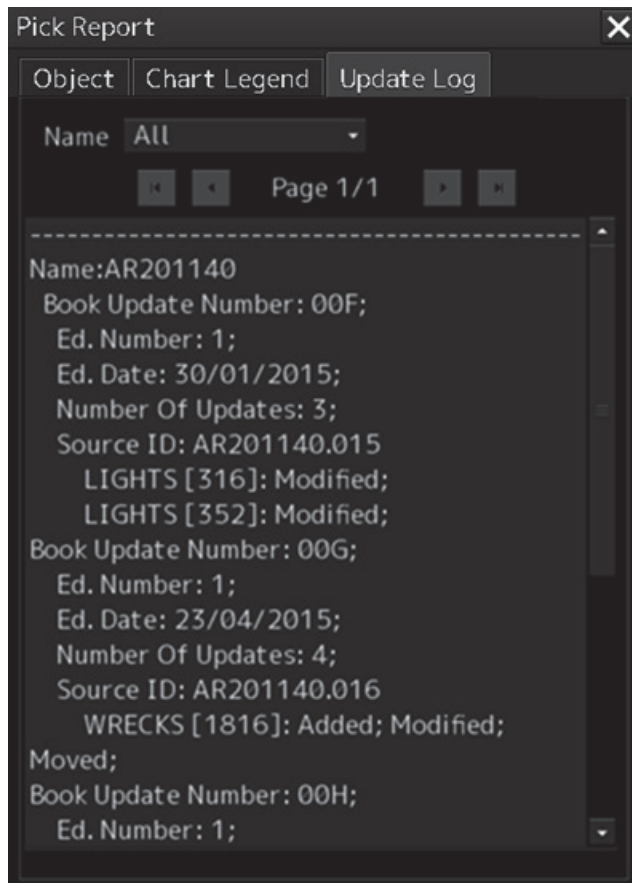 Pick Report
Object Chart Legend Update Log
Name All
Page 1/1
--------------------------------------------
Name:AR201140
Book Update Number: 00F;
Ed. Number: 1;
Ed. Date: 30/01/2015;
Number Of Updates: 3;
Source ID: AR201140.015
LIGHTS [316]: Modified;
LIGHTS [352]: Modified;
Book Update Number: 00G;
Ed. Number: 1;
Ed. Date: 23/04/2015;
Number Of Updates: 4;
Source ID: AR201140.016
WRECKS [1816]: Added; Modified;
Moved;
Book Update Number: 00H;
Ed. Number: 1;